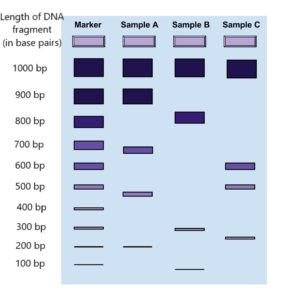 Length of DNA
fragment
(in base pairs)
Marker Sample A Sample B Sample C
1000 bp
900 bp
800 bp
700 bp
600 bp
500 bp
400 bp
300 bp
200 bp
100 bp